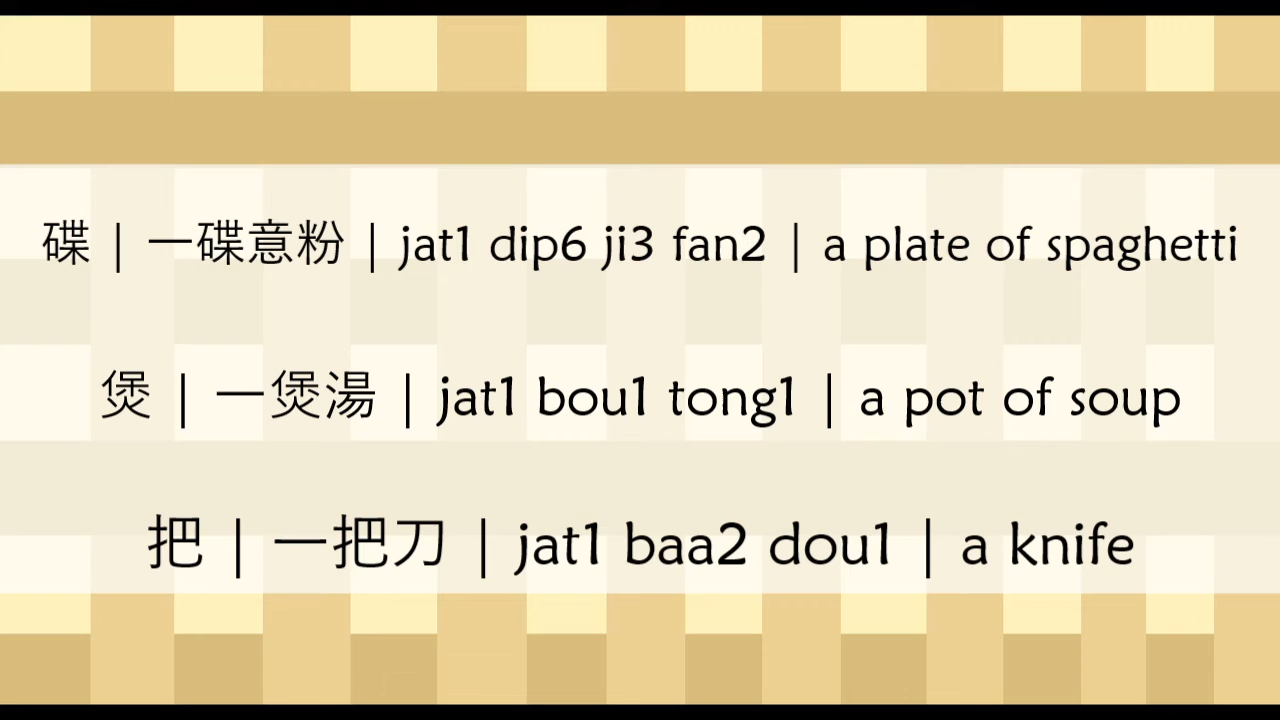 碟 | 一碟意粉 | jat1 dip6 ji3 fan2 | a plate of spaghetti
煲 | 一煲湯 | jat1 bou1 tong1 | a pot of soup
把 | 一把刀 | jat1 baa2 dou1 | a knife